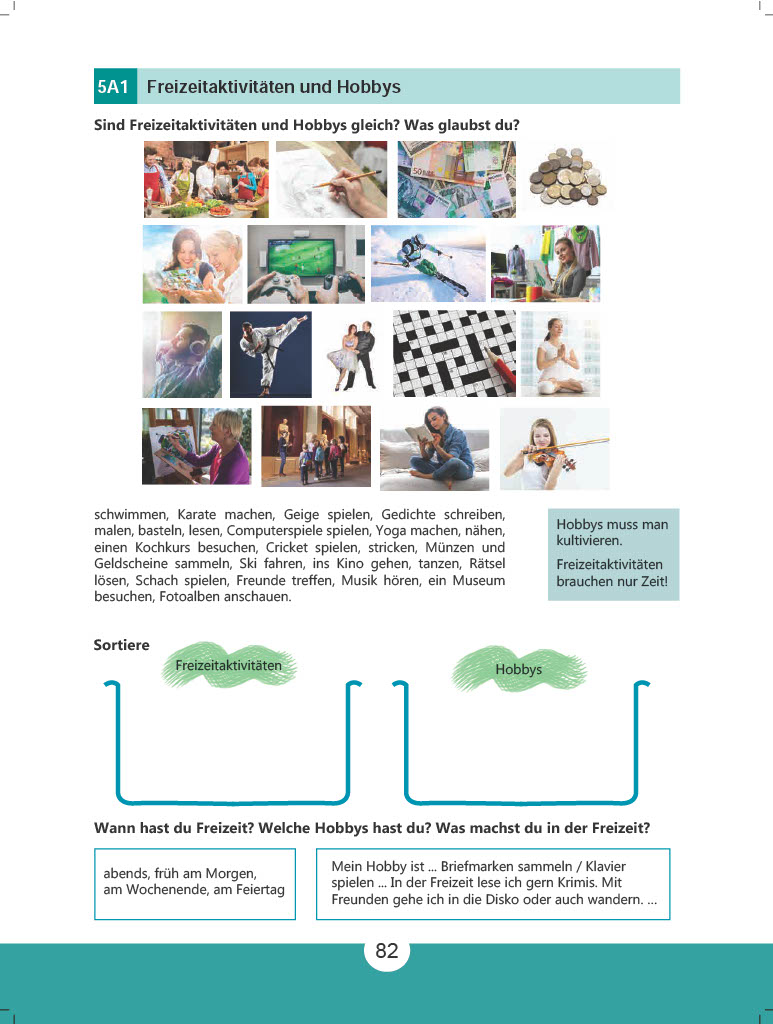 5A1 Freizeitaktivitäten und Hobbys
Sind Freizeitaktivitäten und Hobbys gleich? Was glaubst du?
schwimmen, Karate machen, Geige spielen, Gedichte schreiben,
malen, basteln, lesen, Computerspiele spielen, Yoga machen, nähen,
einen Kochkurs besuchen, Cricket spielen, stricken, Münzen und
Geldscheine sammeln, Ski fahren, ins Kino gehen, tanzen, Rätsel
lösen, Schach spielen, Freunde treffen, Musik hören, ein Museum
besuchen, Fotoalben anschauen.
Hobbys muss man
kultivieren.
Freizeitaktivitäten
brauchen nur Zeit!
Sortiere
Freizeitaktivitäten
Hobbys
Wann hast du Freizeit? Welche Hobbys hast du? Was machst du in der Freizeit?
abends, früh am Morgen,
am Wochenende, am Feiertag
Mein Hobby ist ... Briefmarken sammeln / Klavier
spielen ... In der Freizeit lese ich gern Krimis. Mit
Freunden gehe ich in die Disko oder auch wandern. ...
82